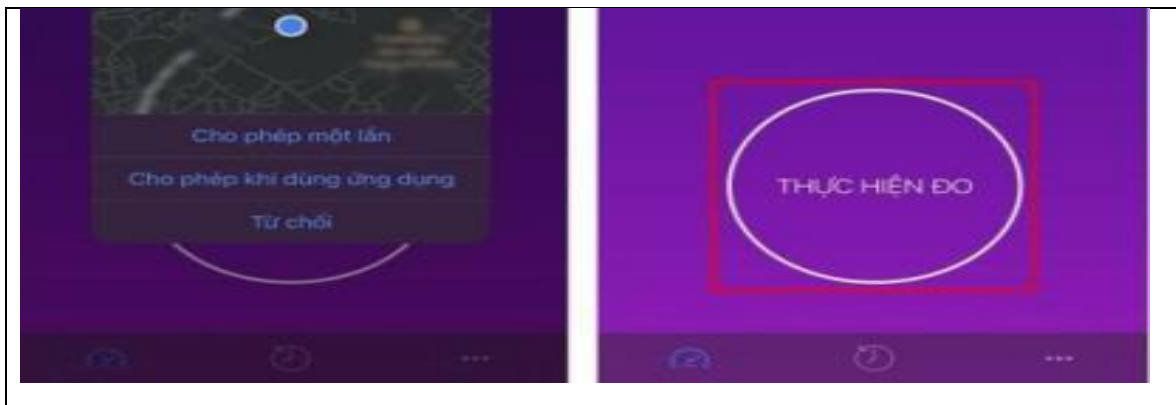 Cho phép một lần
Cho phép khi dùng ứng dụng
Từ chối
THỰC HIỆN ĐO